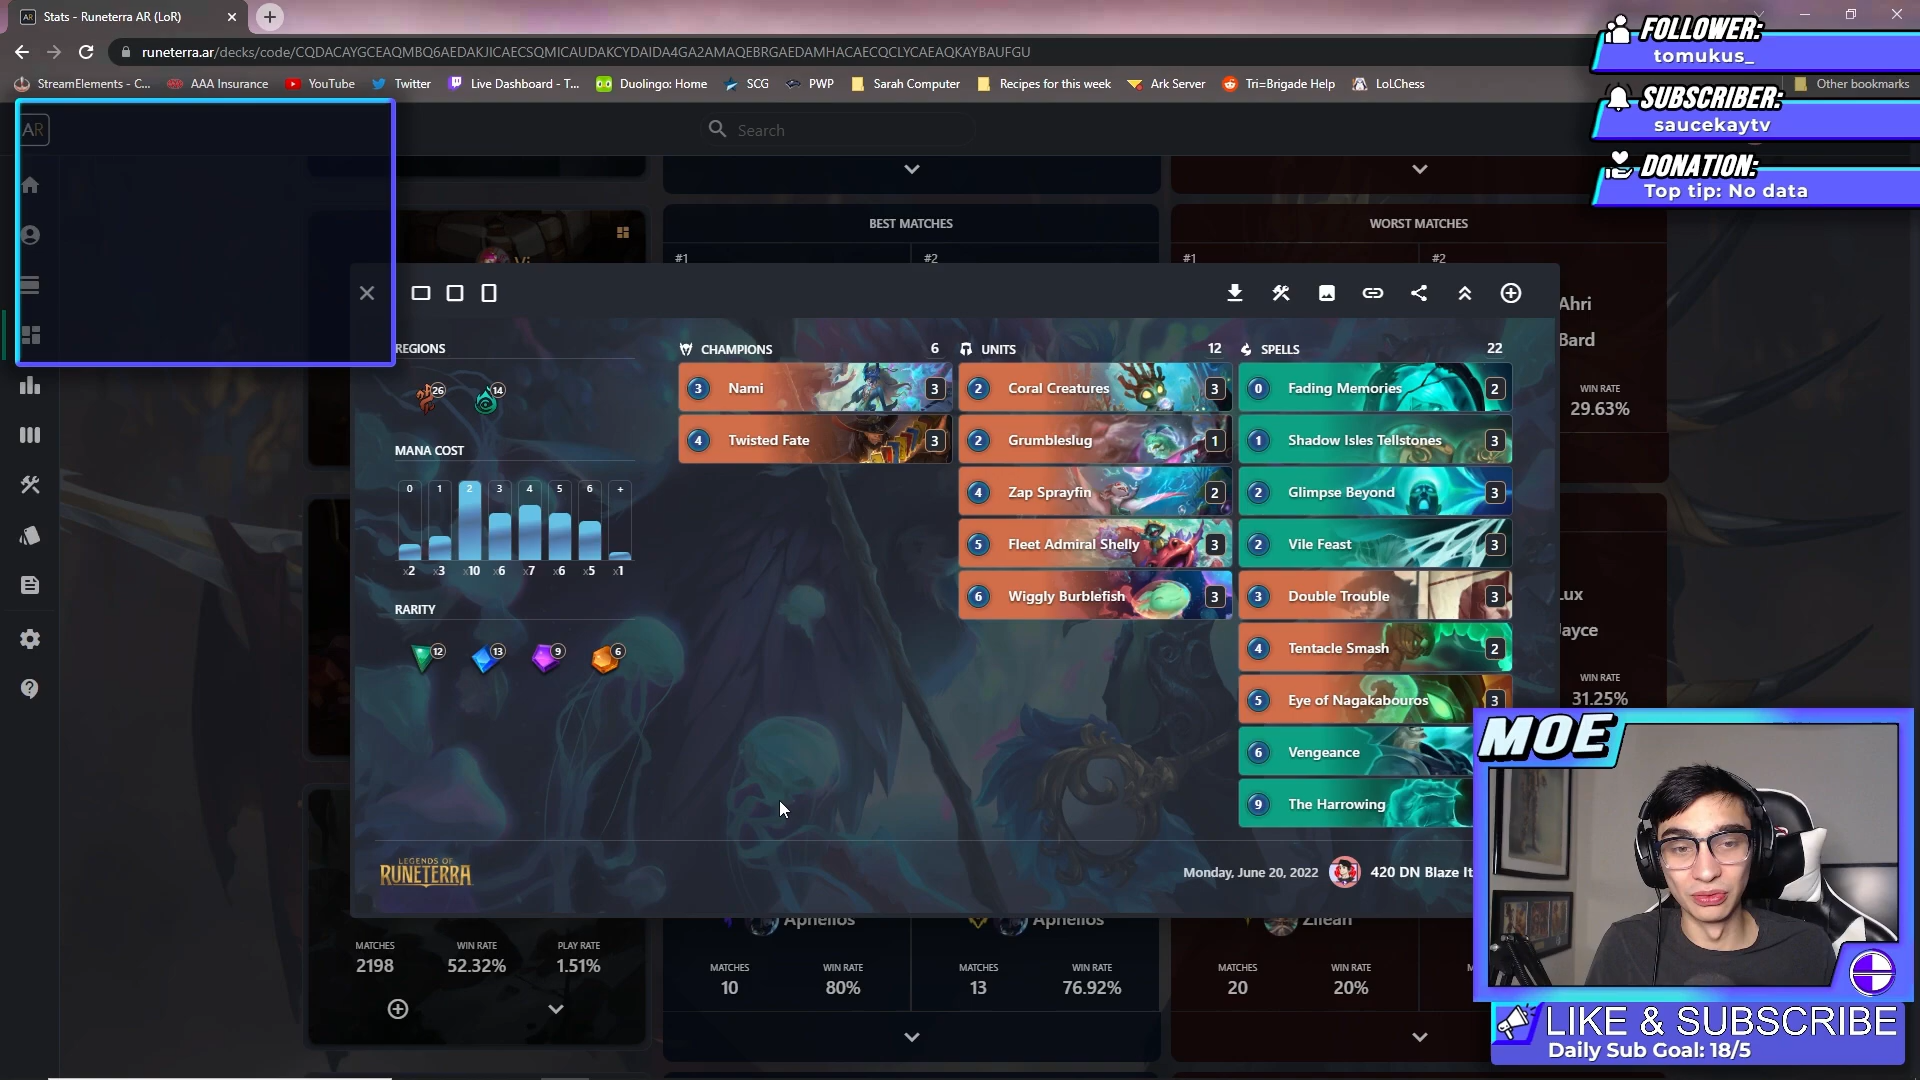 AR Stats - Runeterra AR (LoR)
runeterra.ar/decks/code/CQDACAYGCEAQMBQ6AEDAKJICAECSQMICAUDAKCYDAIDA4GA2AMAQEBRGAEDAMHACAECQCLYCAEAQKAYBAUFGU
StreamElements - C... AAA Insurance YouTube Twitter Live Dashboard - T... Duolingo: Home SCG PWP Sarah Computer Recipes for this week Ark Server Tri=Brigade Help LoLChess Other bookmarks
FOLLOWER:
tomukus_
SUBSCRIBER:
saucekaytv
DONATION:
Top tip: No data
AR
Search
BEST MATCHES
WORST MATCHES
#1 #2 #1 #2
Vi
Ahri
Bard
WIN RATE
29.63%
REGIONS
26 14
MANA COST
0 1 2 3 4 5 6 +
x2 x3 x10 x6 x7 x6 x5 x1
RARITY
12 13 9 6
CHAMPIONS 6
3 Nami 3
4 Twisted Fate 3
UNITS 12
2 Coral Creatures 3
2 Grumbleslug 1
4 Zap Sprayfin 2
5 Fleet Admiral Shelly 3
6 Wiggly Burblefish 3
SPELLS 22
0 Fading Memories 2
1 Shadow Isles Tellstones 3
2 Glimpse Beyond 3
2 Vile Feast 3
3 Double Trouble 3
4 Tentacle Smash 2
5 Eye of Nagakabouros 3
6 Vengeance
9 The Harrowing
Lux
Jayce
WIN RATE
31.25%
LEGENDS OF
RUNETERRA
Monday, June 20, 2022 420 DN Blaze It
Aphelios Aphelios Zilean
MATCHES WIN RATE PLAY RATE
2198 52.32% 1.51%
MATCHES WIN RATE MATCHES WIN RATE
10 80% 13 76.92%
MATCHES WIN RATE
20 20%
MOE
LIKE & SUBSCRIBE
Daily Sub Goal: 18/5